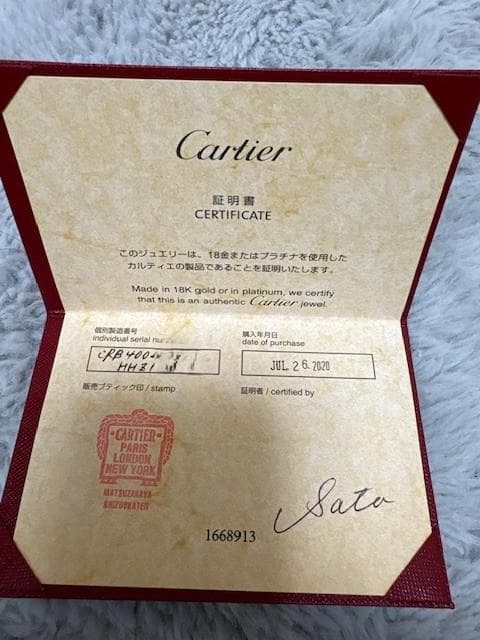 Cartier
証明書
CERTIFICATE
このジュエリーは、18金またはプラチナを使用した
カルティエの製品であることを証明いたします。
Made in 18K gold or in platinum, we certify
that this is an authentic Cartier jewel.
個別製造番号
individual serial
購入年月日
date of purchase
CRB400
HH81
JUL 26 2020
販売ブティック印 / stamp
証明者 / certified by
CARTIER
PARIS
LONDON
NEW YORK
MATSUZAKAYA
SHIZUOKATEN
Sato
1668913